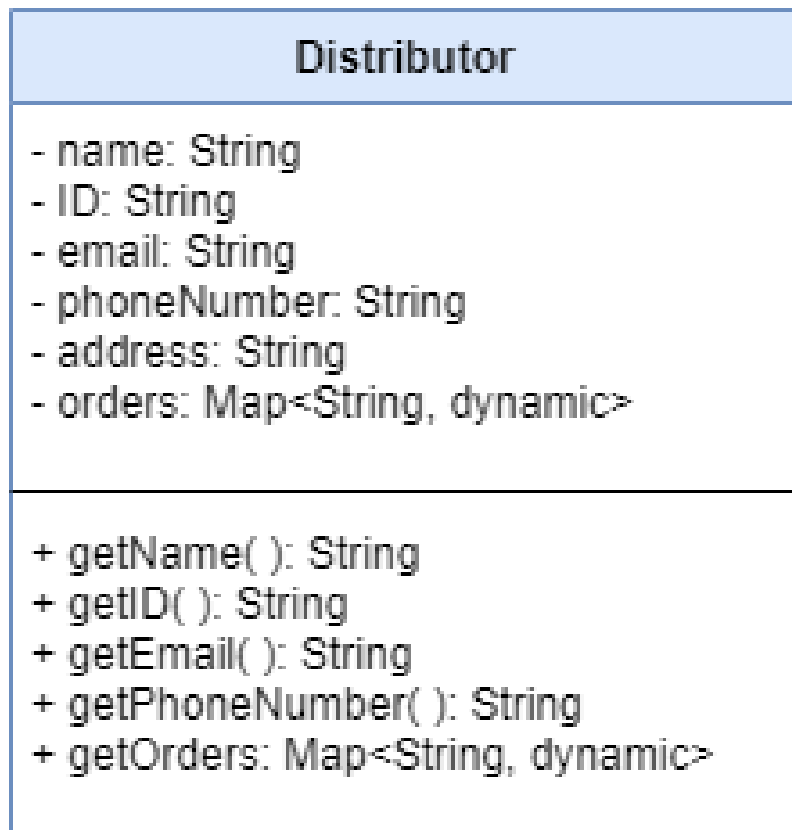 Distributor
- name: String
- ID: String
- email: String
- phoneNumber: String
- address: String
- orders: Map<String, dynamic>
+ getName( ): String
+ getID( ): String
+ getEmail( ): String
+ getPhoneNumber( ): String
+ getOrders: Map<String, dynamic>